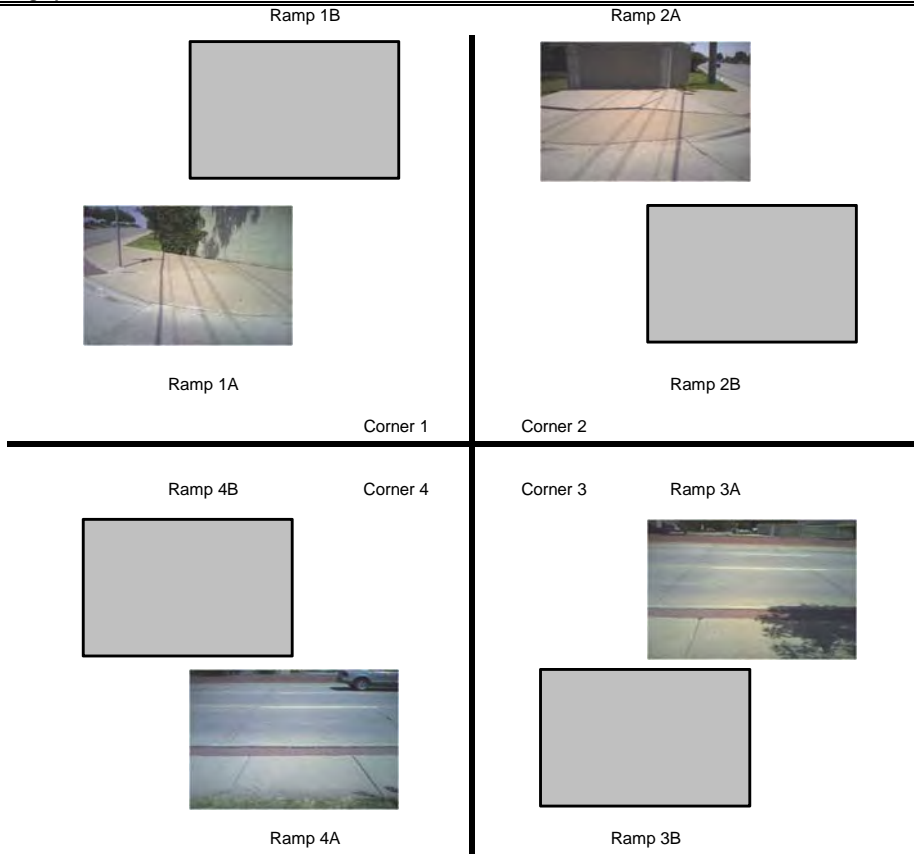 Ramp 1B
Ramp 2A
Ramp 1A
Ramp 2B
Corner 1
Corner 2
Ramp 4B
Corner 4
Corner 3
Ramp 3A
Ramp 4A
Ramp 3B